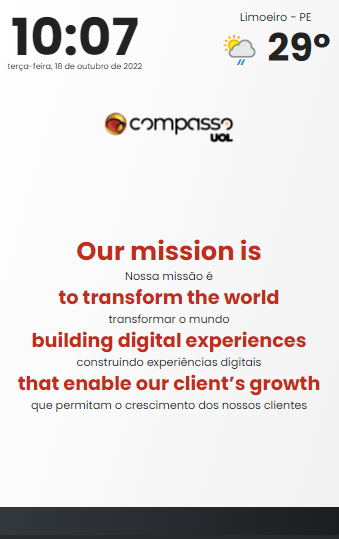 10:07
terça-feira, 18 de outubro de 2022
Limoeiro - PE
29º
compasso
UOL
Our mission is
Nossa missão é
to transform the world
transformar o mundo
building digital experiences
construindo experiências digitais
that enable our client’s growth
que permitam o crescimento dos nossos clientes